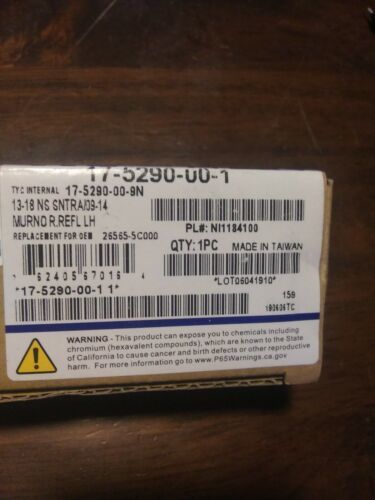 17-5290-00-1
TYC INTERNAL 17-5290-00-9N
13-18 NS SNTRA/09-14
MURNO R.REFL LH
PL#: NI1184100
REPLACEMENT FOR OEM 26565-5C000
QTY:1PC MADE IN TAIWAN
1 62405 67016 4
*LOT06041910*
*17-5290-00-1 1*
159
190606TC
WARNING - This product can expose you to chemicals including
chromium (hexavalent compounds), which are known to the State
of California to cause cancer and birth defects or other reproductive
harm. For more information go to www.P65Warnings.ca.gov